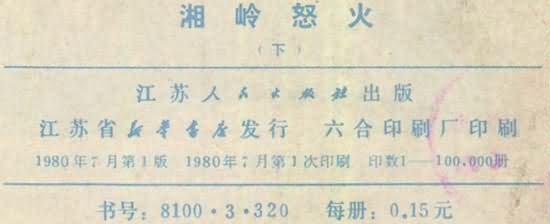 湘岭怒火
(下)
江苏人民出版社出版
江苏省新华书店发行 六合印刷厂印刷
1980年7月第1版 1980年7月第1次印刷 印数1—100,000册
书号：8100·3·320 每册：0.15元